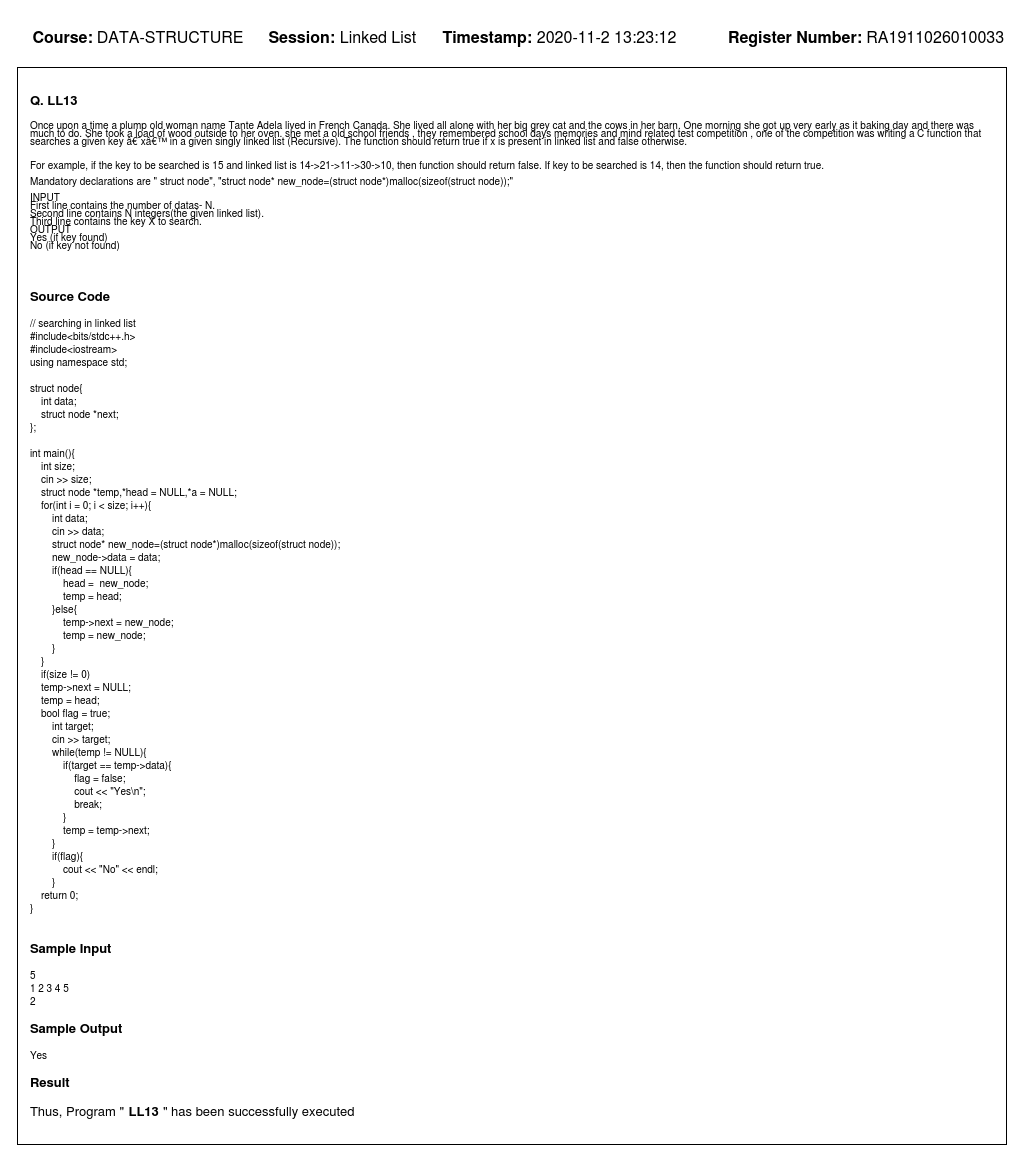 Course: DATA-STRUCTURE Session: Linked List Timestamp: 2020-11-2 13:23:12 Register Number: RA1911026010033
Q. LL13
Once upon a time a plump old woman name Tante Adela lived in French Canada. She lived all alone with her big grey cat and the cows in her barn. One morning she got up very early as it baking day and there was
much to do. She took a load of wood outside to her oven. she met a old school friends , they remembered school days memories and mind related test competition , one of the competition was writing a C function that
searches a given key â€˜xâ€™ in a given singly linked list (Recursive). The function should return true if x is present in linked list and false otherwise.
For example, if the key to be searched is 15 and linked list is 14->21->11->30->10, then function should return false. If key to be searched is 14, then the function should return true.
Mandatory declarations are " struct node", "struct node* new_node=(struct node*)malloc(sizeof(struct node));"
INPUT
First line contains the number of datas- N.
Second line contains N integers(the given linked list).
Third line contains the key X to search.
OUTPUT
Yes (if key found)
No (if key not found)
Source Code
// searching in linked list
#include<bits/stdc++.h>
#include<iostream>
using namespace std;
struct node{
    int data;
    struct node *next;
};
int main(){
    int size;
    cin >> size;
    struct node *temp,*head = NULL,*a = NULL;
    for(int i = 0; i < size; i++){
        int data;
        cin >> data;
        struct node* new_node=(struct node*)malloc(sizeof(struct node));
        new_node->data = data;
        if(head == NULL){
            head =  new_node;
            temp = head;
        }else{
            temp->next = new_node;
            temp = new_node;
        }
    }
    if(size != 0)
    temp->next = NULL;
    temp = head;
    bool flag = true;
        int target;
        cin >> target;
        while(temp != NULL){
            if(target == temp->data){
                flag = false;
                cout << "Yes\n";
                break;
            }
            temp = temp->next;
        }
        if(flag){
            cout << "No" << endl;
        }
    return 0;
}
Sample Input
5
1 2 3 4 5
2
Sample Output
Yes
Result
Thus, Program " LL13 " has been successfully executed